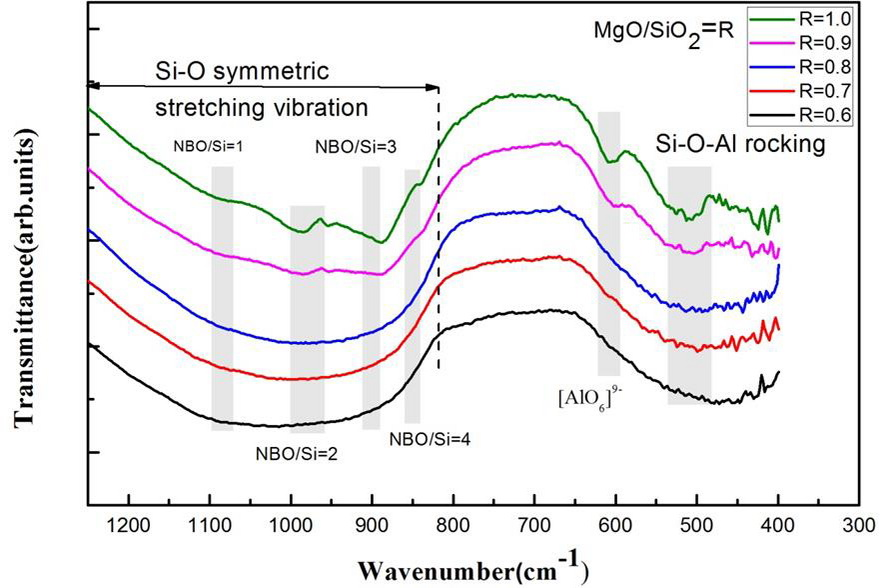 MgO/SiO2=R
R=1.0
R=0.9
R=0.8
R=0.7
R=0.6
Si-O symmetric
stretching vibration
NBO/Si=1
NBO/Si=3
Si-O-Al rocking
[AlO6]9-
NBO/Si=4
NBO/Si=2
Transmittance(arb.units)
1200 1100 1000 900 800 700 600 500 400 300
Wavenumber(cm-1)